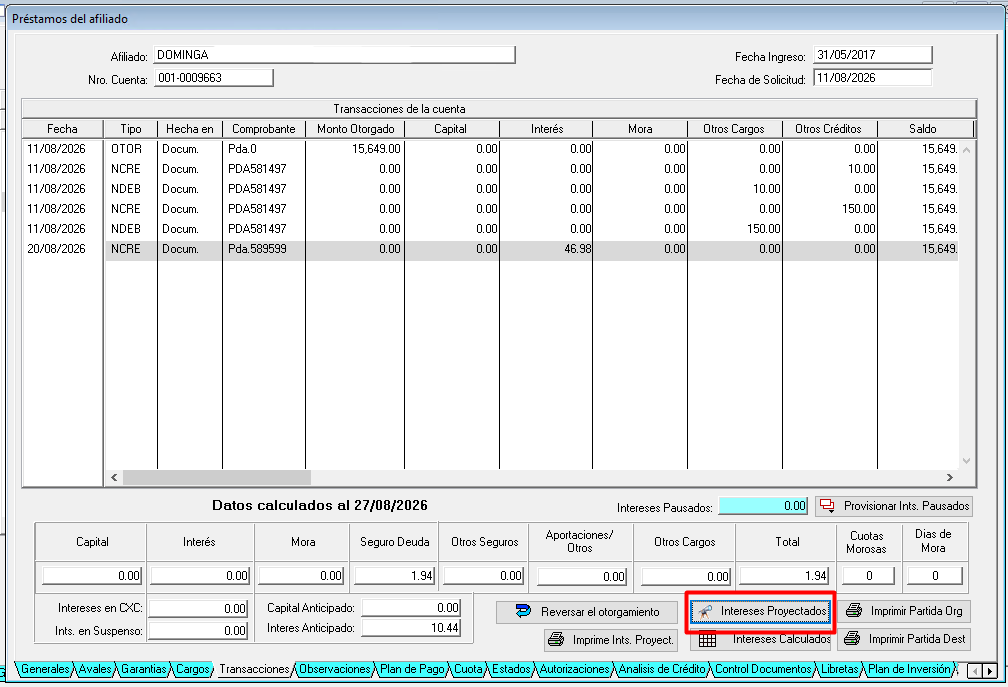 Préstamos del afiliado
Afiliado: DOMINGA Fecha Ingreso: 31/05/2017
Nro. Cuenta: 001-0009663 Fecha de Solicitud: 11/08/2026
Transacciones de la cuenta
Fecha Tipo Hecha en Comprobante Monto Otorgado Capital Interés Mora Otros Cargos Otros Créditos Saldo
11/08/2026 OTOR Docum. Pda.0 15,649.00 0.00 0.00 0.00 0.00 0.00 15,649.
11/08/2026 NCRE Docum. PDA581497 0.00 0.00 0.00 0.00 0.00 10.00 15,649.
11/08/2026 NDEB Docum. PDA581497 0.00 0.00 0.00 0.00 10.00 0.00 15,649.
11/08/2026 NCRE Docum. PDA581497 0.00 0.00 0.00 0.00 0.00 150.00 15,649.
11/08/2026 NDEB Docum. PDA581497 0.00 0.00 0.00 0.00 150.00 0.00 15,649.
20/08/2026 NCRE Docum. Pda.589599 0.00 0.00 46.98 0.00 0.00 0.00 15,649.
Datos calculados al 27/08/2026 Intereses Pausados: 0.00 Provisionar Ints. Pausados
Capital Interés Mora Seguro Deuda Otros Seguros Aportaciones/ Otros Otros Cargos Total Cuotas Morosas Dias de Mora
0.00 0.00 0.00 1.94 0.00 0.00 0.00 1.94 0 0
Intereses en CXC: 0.00 Capital Anticipado: 0.00 Reversar el otorgamiento Intereses Proyectados Imprimir Partida Org
Ints. en Suspenso: 0.00 Interes Anticipado: 10.44 Imprime Ints. Proyect. Intereses Calculados Imprimir Partida Dest
Generales Avales Garantias Cargos Transacciones Observaciones Plan de Pago Cuota Estados Autorizaciones Analisis de Crédito Control Documentos Libretas Plan de Inversión